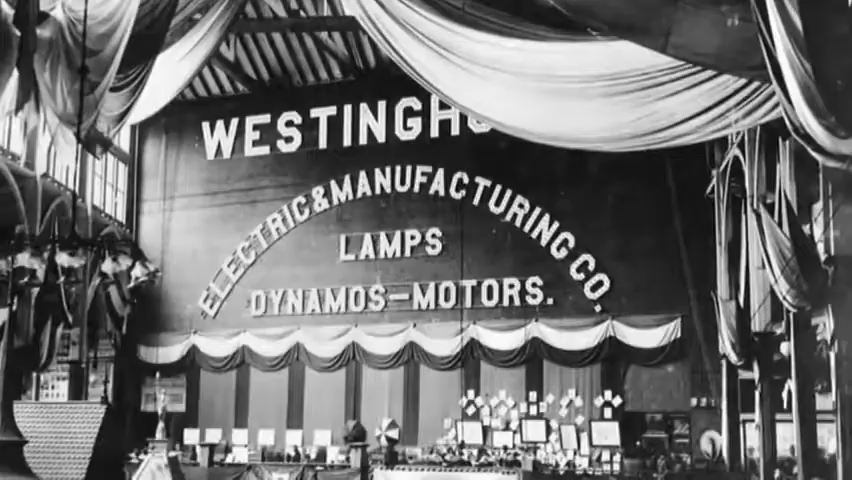 WESTINGHO
ELECTRIC & MANUFACTURING CO.
LAMPS
DYNAMOS-MOTORS.